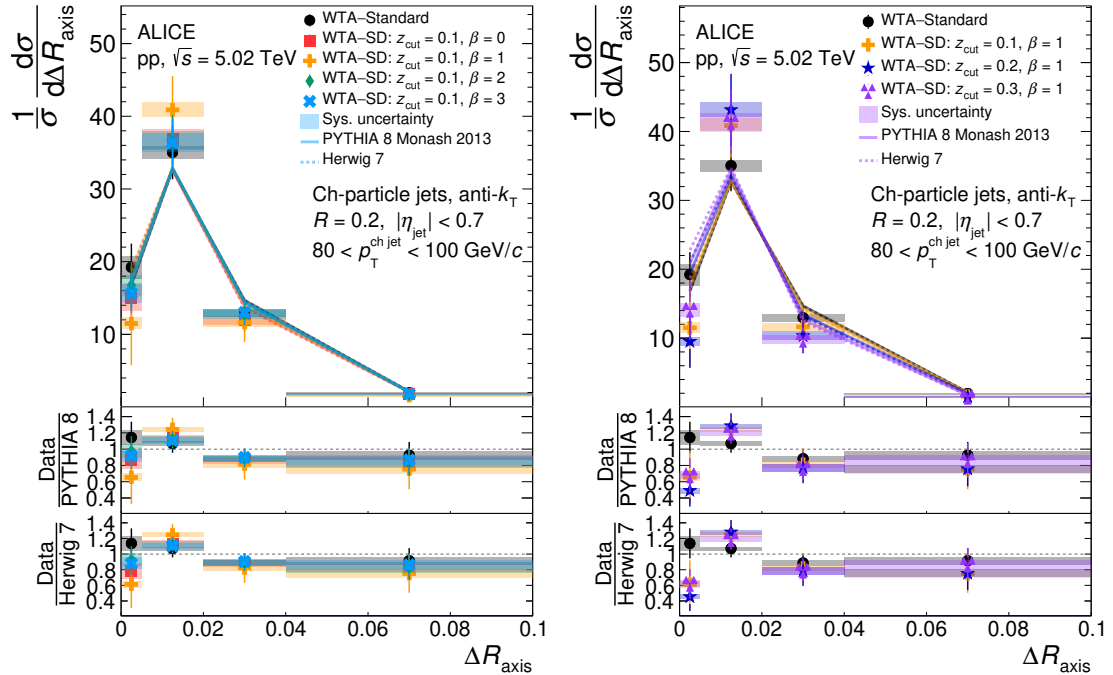 1/σ dσ/dΔR_axis
ALICE
pp, √s = 5.02 TeV
WTA−Standard
WTA−SD: z_cut = 0.1, β = 0
WTA−SD: z_cut = 0.1, β = 1
WTA−SD: z_cut = 0.1, β = 2
WTA−SD: z_cut = 0.1, β = 3
Sys. uncertainty
PYTHIA 8 Monash 2013
Herwig 7
Ch-particle jets, anti-k_T
R = 0.2, |η_jet| < 0.7
80 < p_T^ch jet < 100 GeV/c
50
40
30
20
10
Data
PYTHIA 8
1.4
1.2
1
0.8
0.6
0.4
Data
Herwig 7
1.4
1.2
1
0.8
0.6
0.4
0 0.02 0.04 0.06 0.08 0.1
ΔR_axis
1/σ dσ/dΔR_axis
ALICE
pp, √s = 5.02 TeV
WTA−Standard
WTA−SD: z_cut = 0.1, β = 1
WTA−SD: z_cut = 0.2, β = 1
WTA−SD: z_cut = 0.3, β = 1
Sys. uncertainty
PYTHIA 8 Monash 2013
Herwig 7
Ch-particle jets, anti-k_T
R = 0.2, |η_jet| < 0.7
80 < p_T^ch jet < 100 GeV/c
50
40
30
20
10
Data
PYTHIA 8
1.4
1.2
1
0.8
0.6
0.4
Data
Herwig 7
1.4
1.2
1
0.8
0.6
0.4
0 0.02 0.04 0.06 0.08 0.1
ΔR_axis